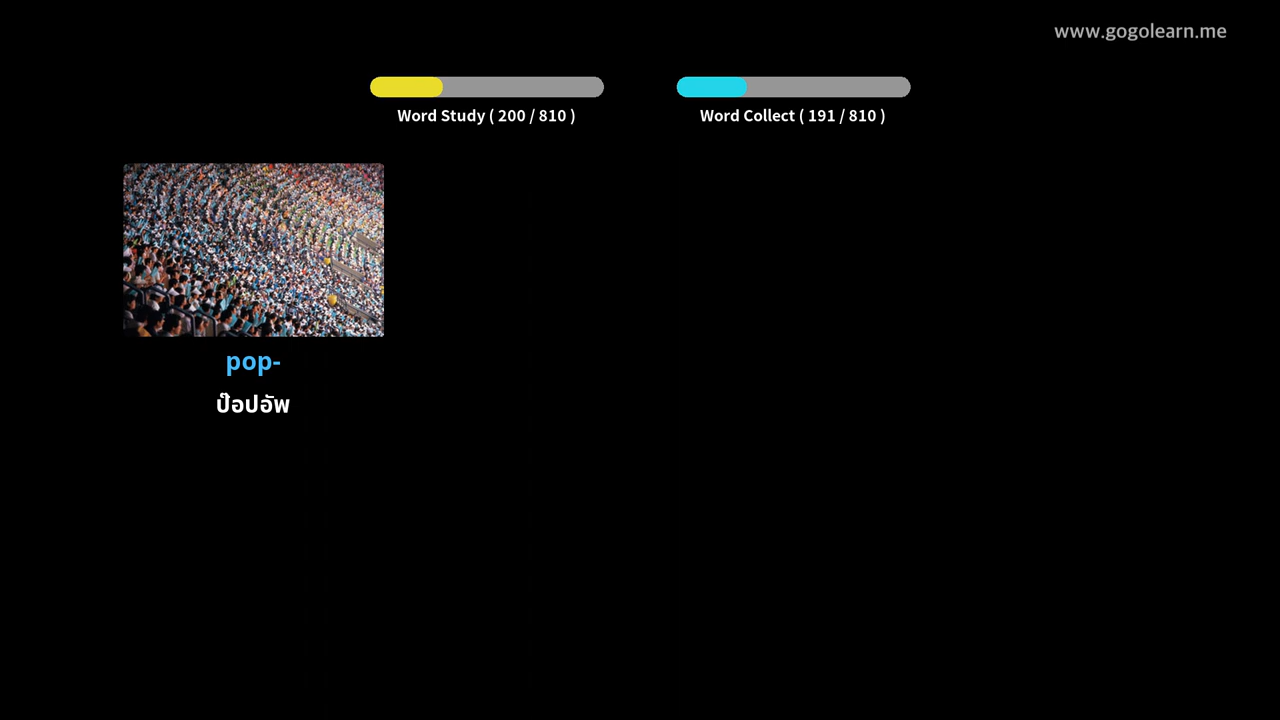 www.gogolearn.me
Word Study ( 200 / 810 )
Word Collect ( 191 / 810 )
pop-
ป๊อปอัพ